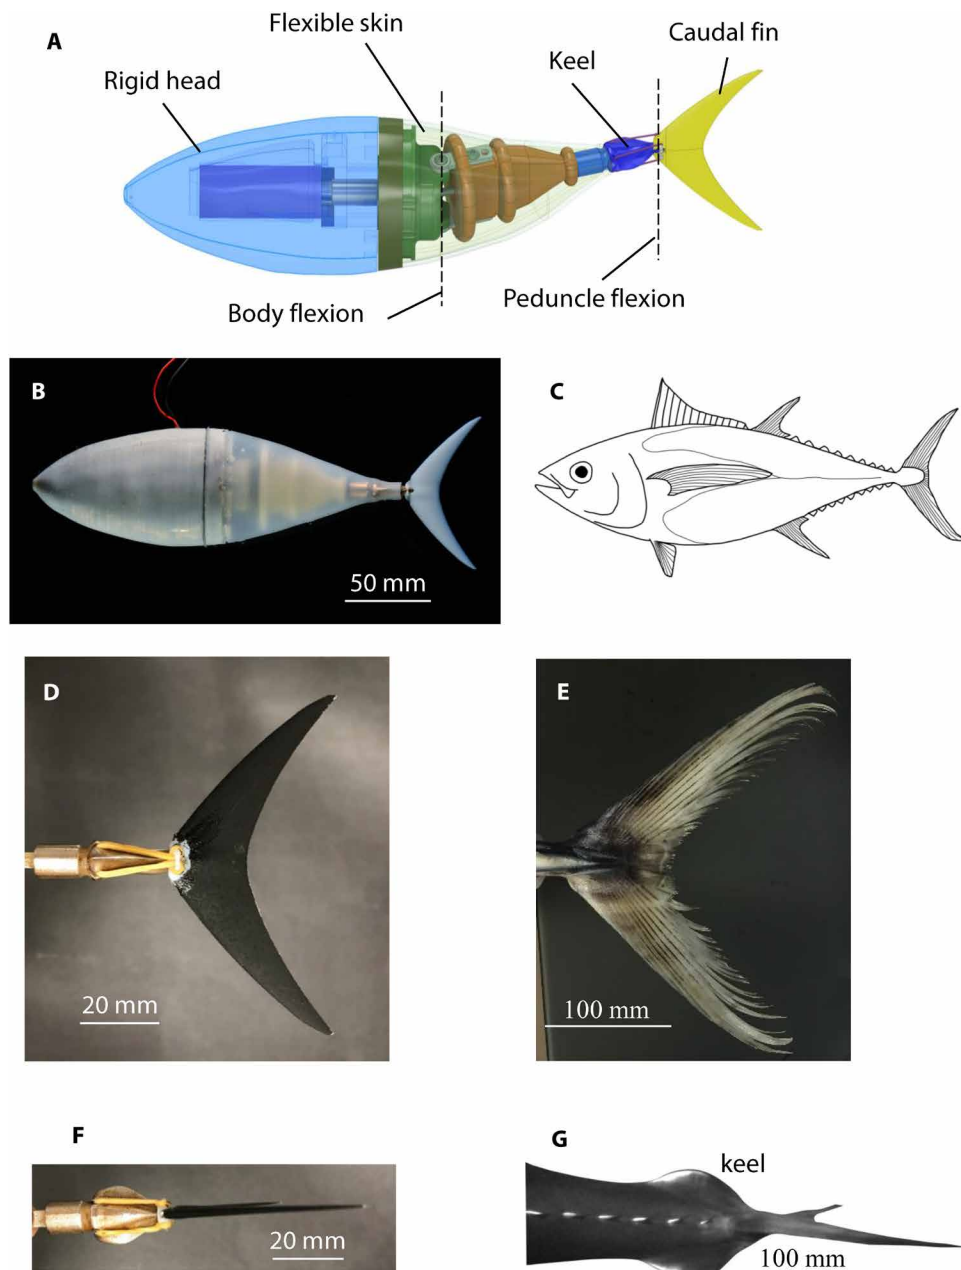 A
Flexible skin
Caudal fin
Keel
Rigid head
Body flexion
Peduncle flexion
B
50 mm
C
D
20 mm
E
100 mm
F
20 mm
G
keel
100 mm